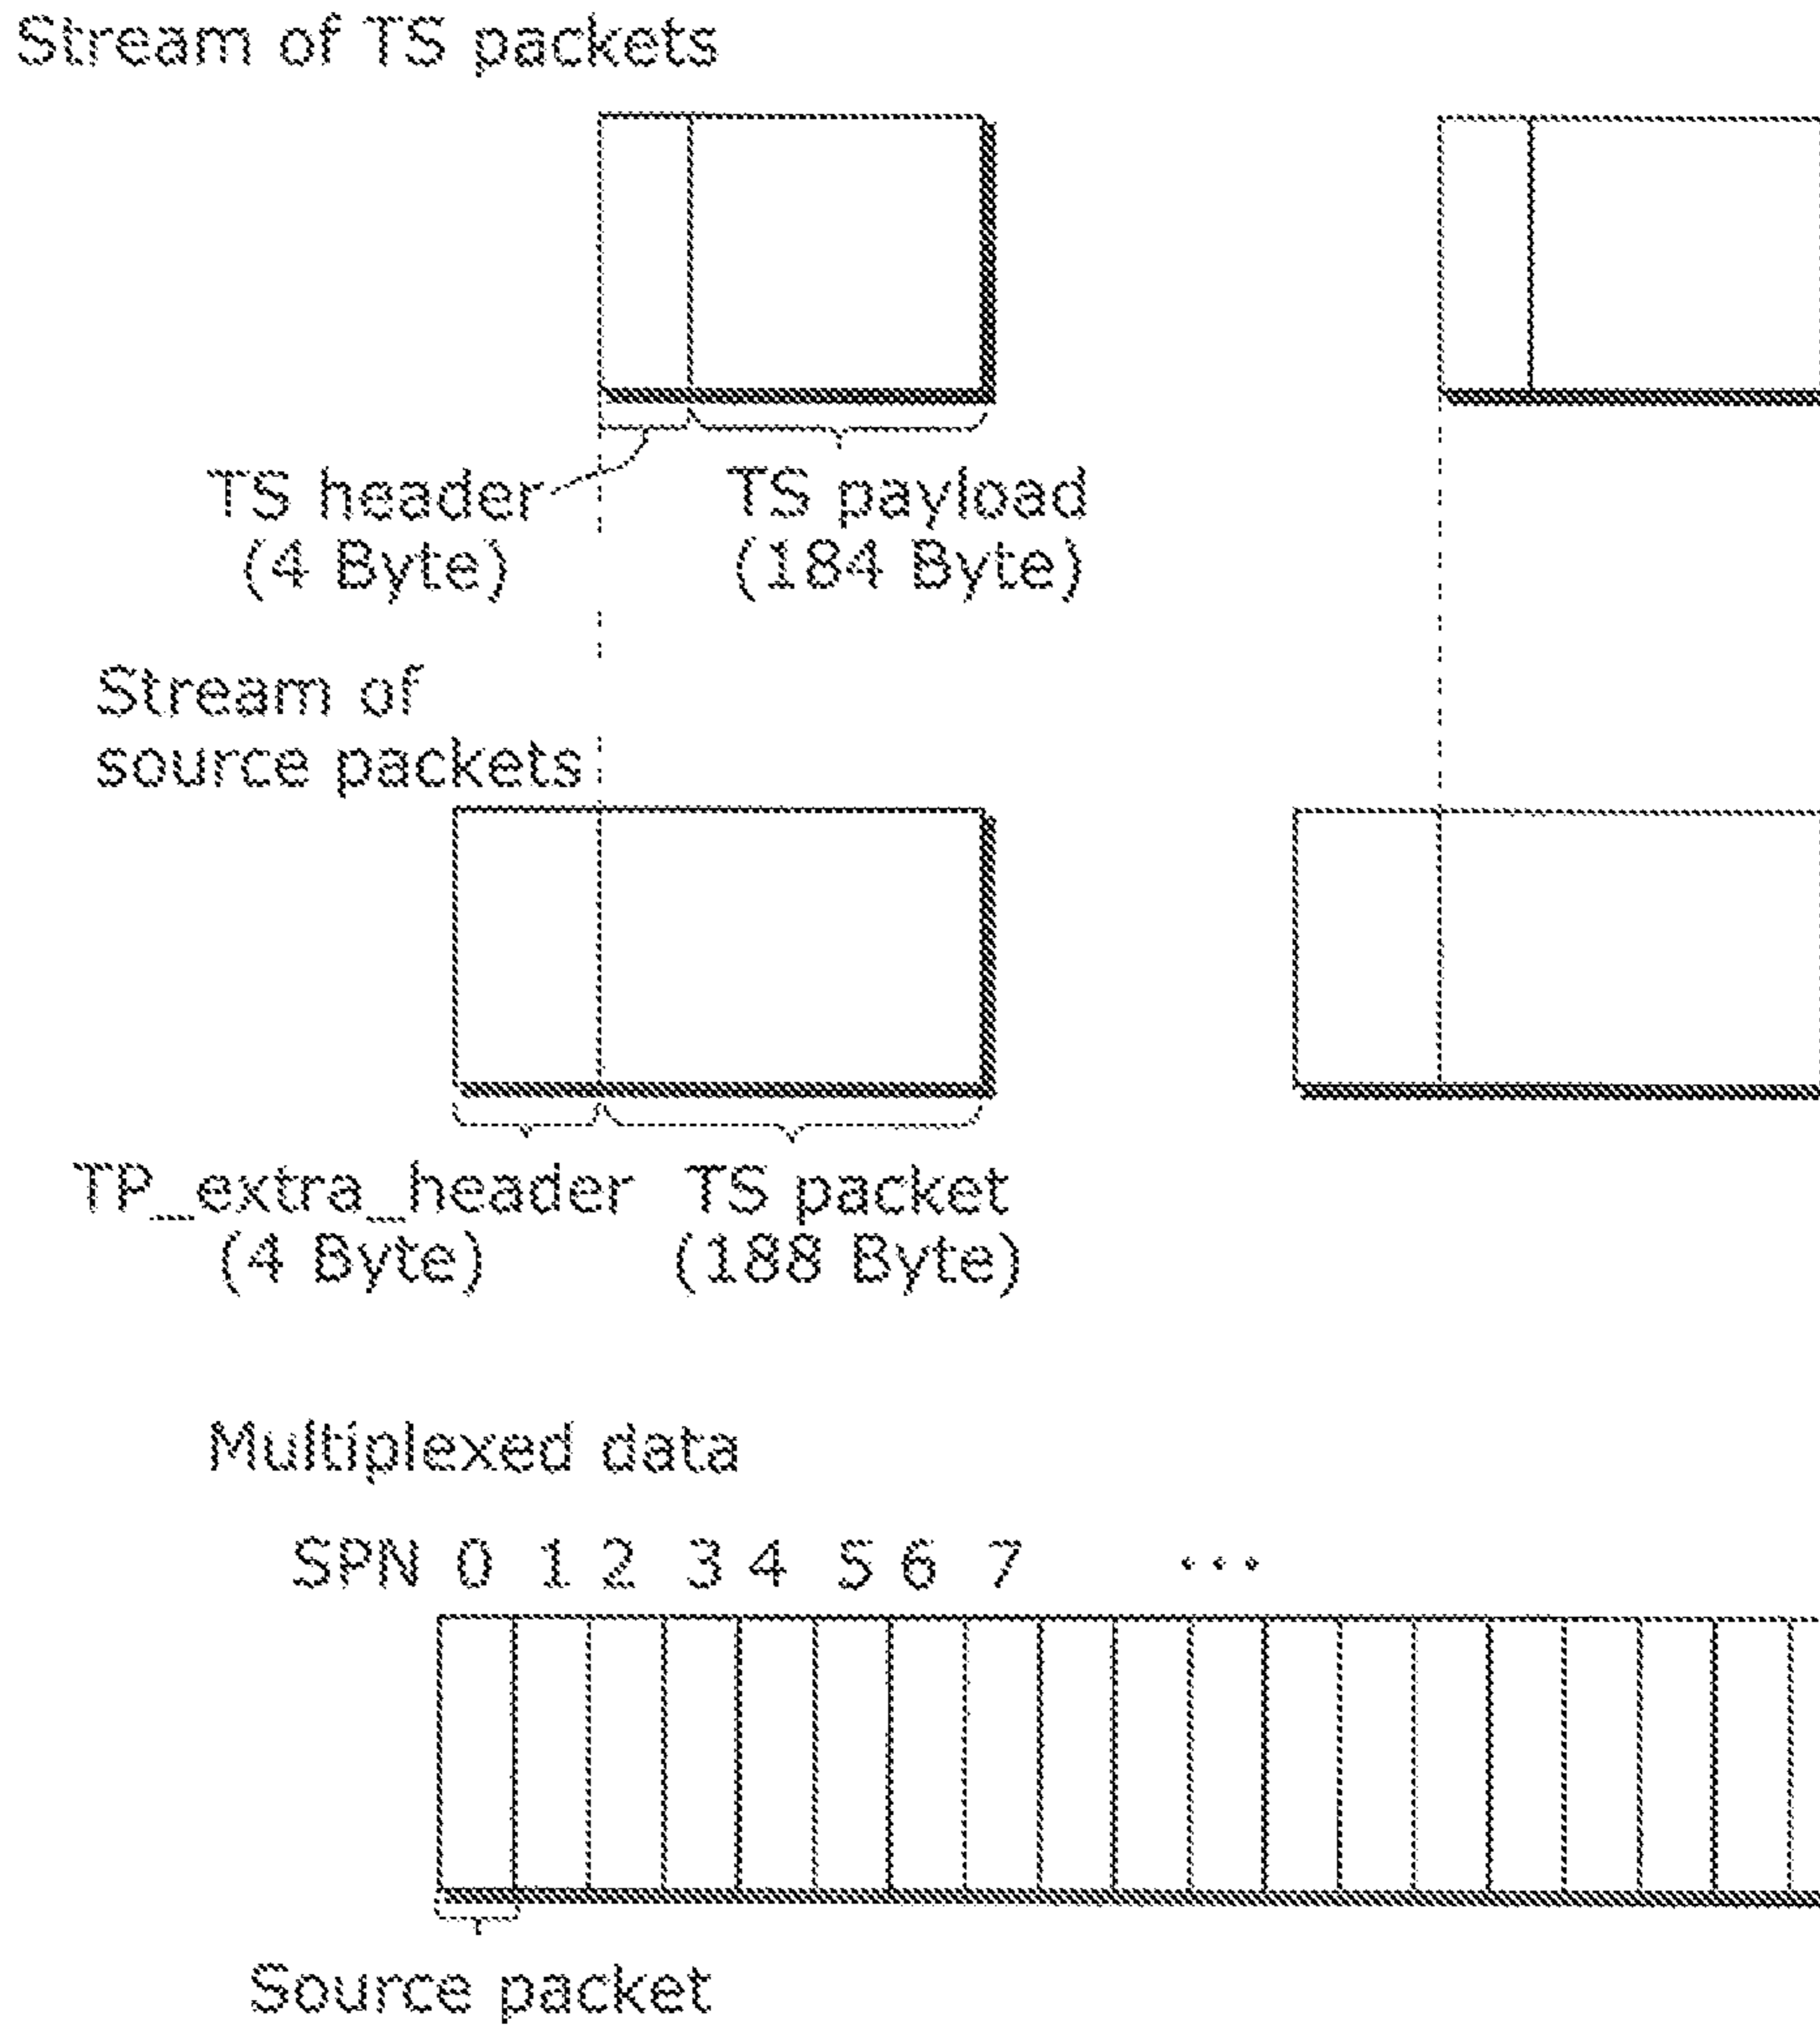 Stream of TS packets
TS header
(4 Byte)
TS payload
(184 Byte)
Stream of
source packets
TP_extra_header
(4 Byte)
TS packet
(188 Byte)
Multiplexed data
SPN 0 1 2 3 4 5 6 7 ...
Source packet